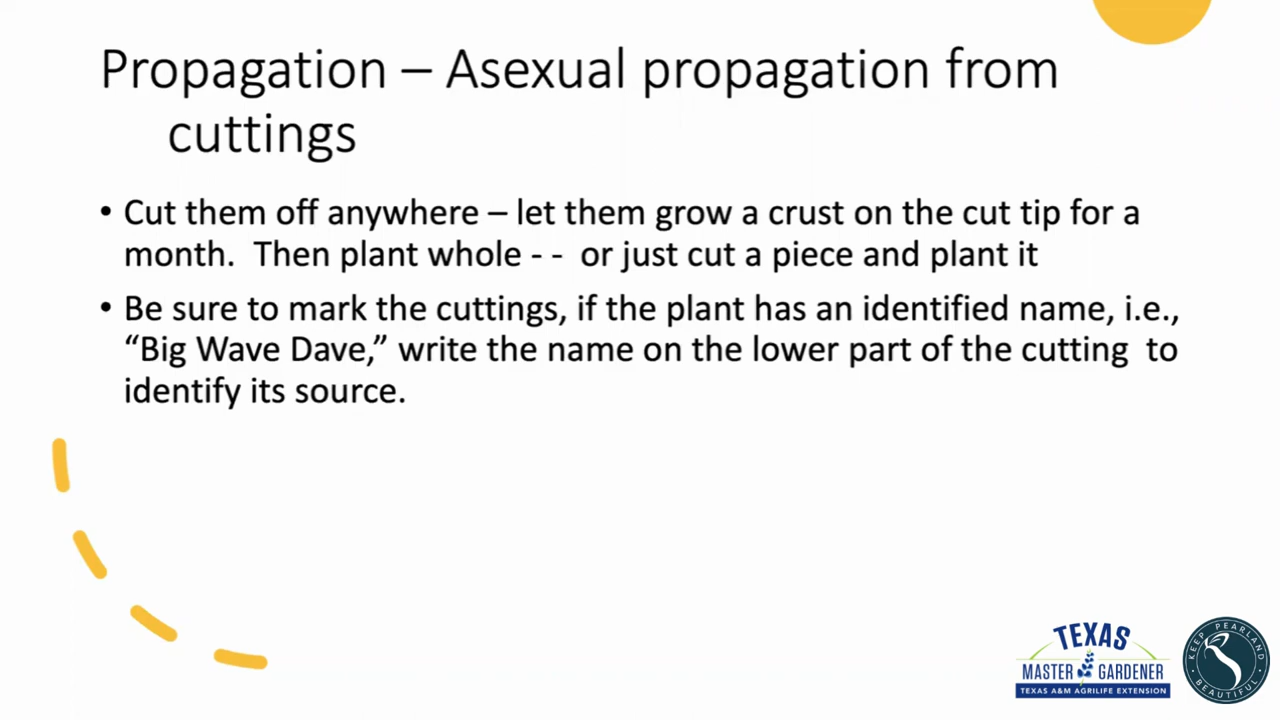 Propagation – Asexual propagation from
cuttings
• Cut them off anywhere – let them grow a crust on the cut tip for a
month.  Then plant whole - -  or just cut a piece and plant it
• Be sure to mark the cuttings, if the plant has an identified name, i.e.,
“Big Wave Dave,” write the name on the lower part of the cutting  to
identify its source.
TEXAS
MASTER GARDENER
TEXAS A&M AGRILIFE EXTENSION
KEEP PEARLAND
BEAUTIFUL